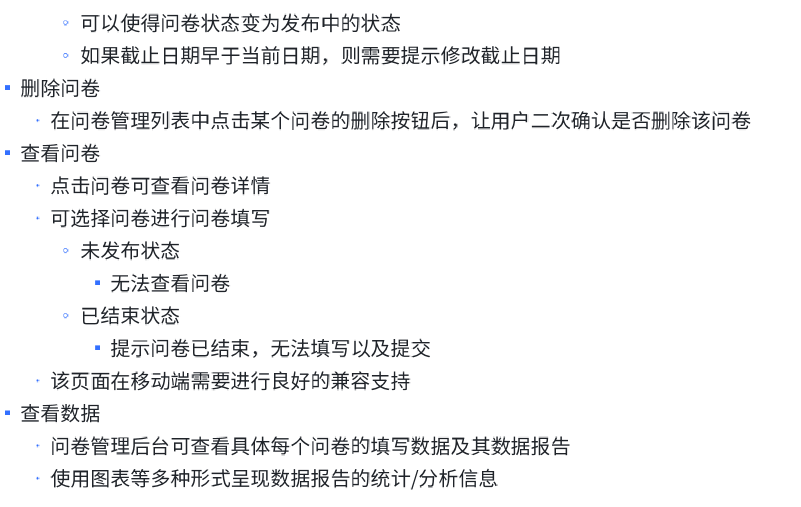 可以使得问卷状态变为发布中的状态
如果截止日期早于当前日期，则需要提示修改截止日期
删除问卷
在问卷管理列表中点击某个问卷的删除按钮后，让用户二次确认是否删除该问卷
查看问卷
点击问卷可查看问卷详情
可选择问卷进行问卷填写
未发布状态
无法查看问卷
已结束状态
提示问卷已结束，无法填写以及提交
该页面在移动端需要进行良好的兼容支持
查看数据
问卷管理后台可查看具体每个问卷的填写数据及其数据报告
使用图表等多种形式呈现数据报告的统计/分析信息